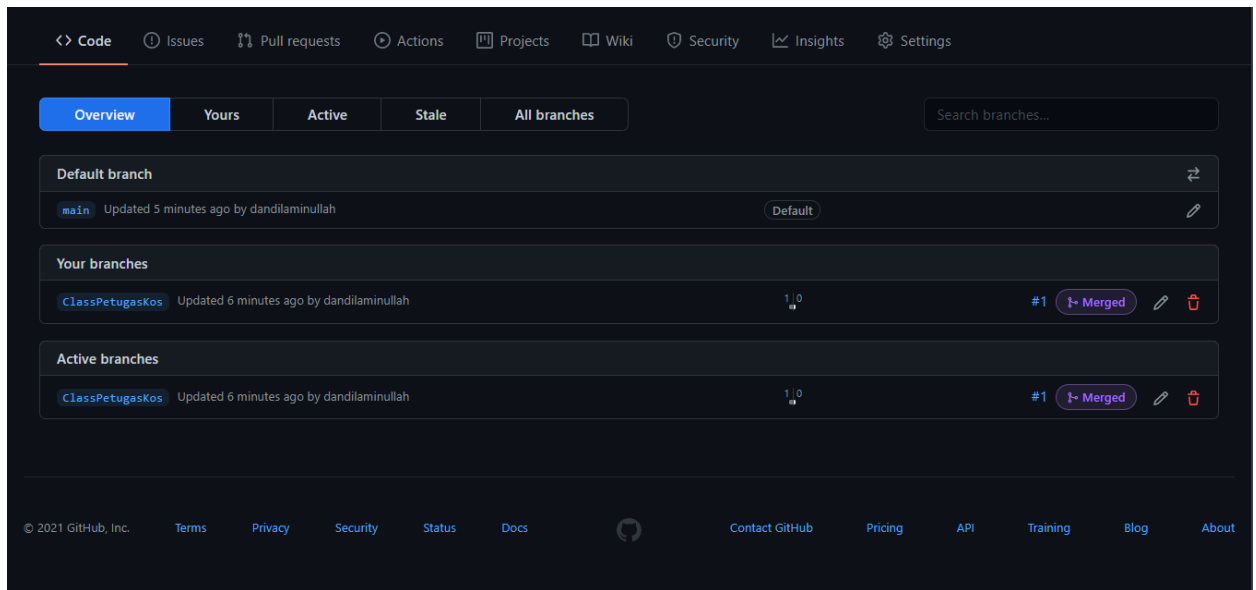 <> Code Issues Pull requests Actions Projects Wiki Security Insights Settings
Overview Yours Active Stale All branches Search branches...
Default branch
main Updated 5 minutes ago by dandilaminullah Default
Your branches
ClassPetugasKos Updated 6 minutes ago by dandilaminullah 1 | 0 #1 Merged
Active branches
ClassPetugasKos Updated 6 minutes ago by dandilaminullah 1 | 0 #1 Merged
© 2021 GitHub, Inc. Terms Privacy Security Status Docs Contact GitHub Pricing API Training Blog About